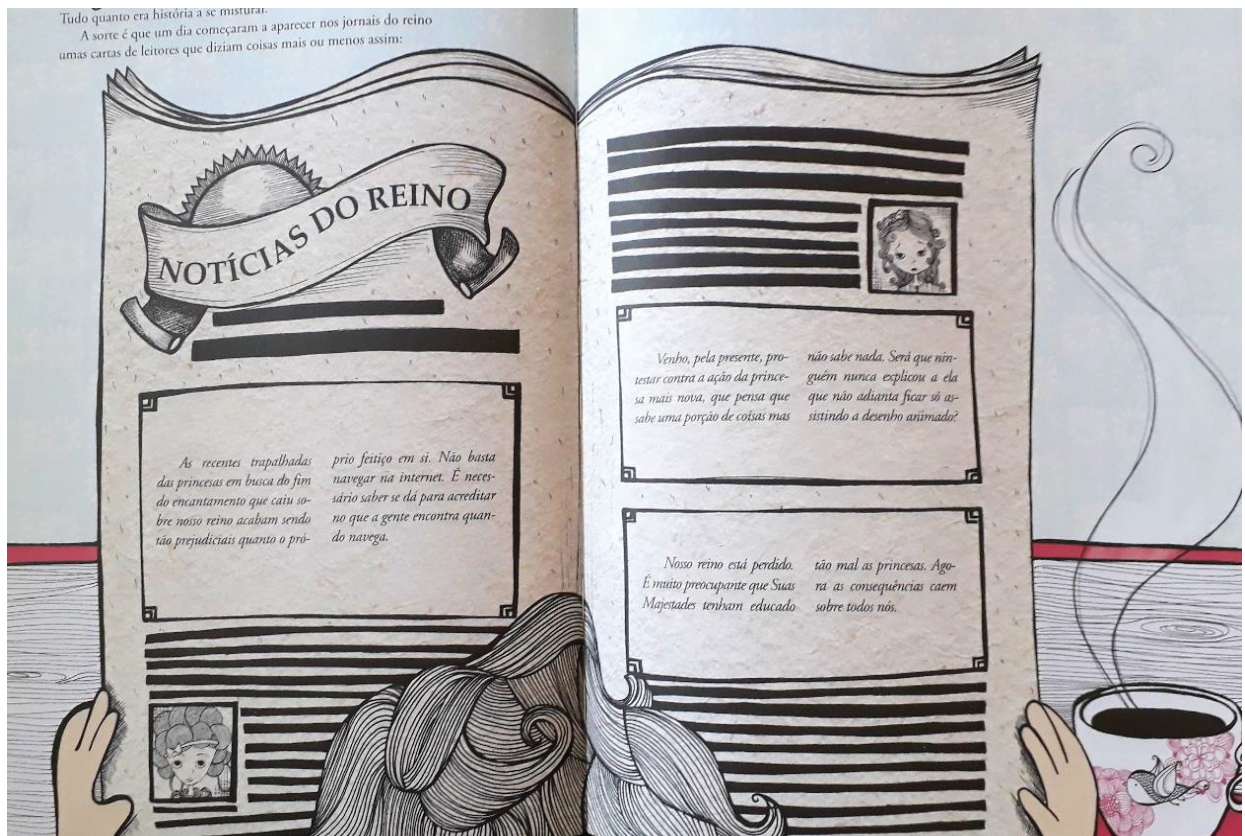 Tudo quanto era história a se misturar.
A sorte é que um dia começaram a aparecer nos jornais do reino
umas cartas de leitores que diziam coisas mais ou menos assim:
NOTÍCIAS DO REINO
As recentes trapalhadas
das princesas em busca do fim
do encantamento que caiu so-
bre nosso reino acabam sendo
tão prejudiciais quanto o pró-
prio feitiço em si. Não basta
navegar na internet. É neces-
sário saber se dá para acreditar
no que a gente encontra quan-
do navega.
Venho, pela presente, pro-
testar contra a ação da prince-
sa mais nova, que pensa que
sabe uma porção de coisas mas
não sabe nada. Será que nin-
guém nunca explicou a ela
que não adianta ficar só as-
sistindo a desenho animado?
Nosso reino está perdido.
É muito preocupante que Suas
Majestades tenham educado
tão mal as princesas. Ago-
ra as consequências caem
sobre todos nós.